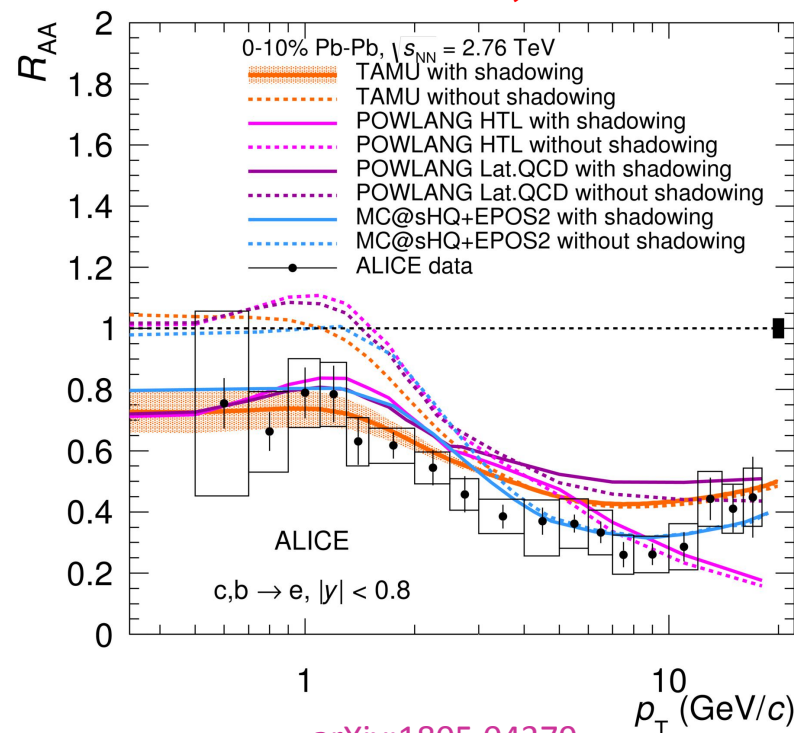 R_AA
2
1.8
1.6
1.4
1.2
1
0.8
0.6
0.4
0.2
0
0-10% Pb-Pb, √s_NN = 2.76 TeV
TAMU with shadowing
TAMU without shadowing
POWLANG HTL with shadowing
POWLANG HTL without shadowing
POWLANG Lat.QCD with shadowing
POWLANG Lat.QCD without shadowing
MC@sHQ+EPOS2 with shadowing
MC@sHQ+EPOS2 without shadowing
ALICE data
ALICE
c,b → e, |y| < 0.8
1
10
p_T (GeV/c)